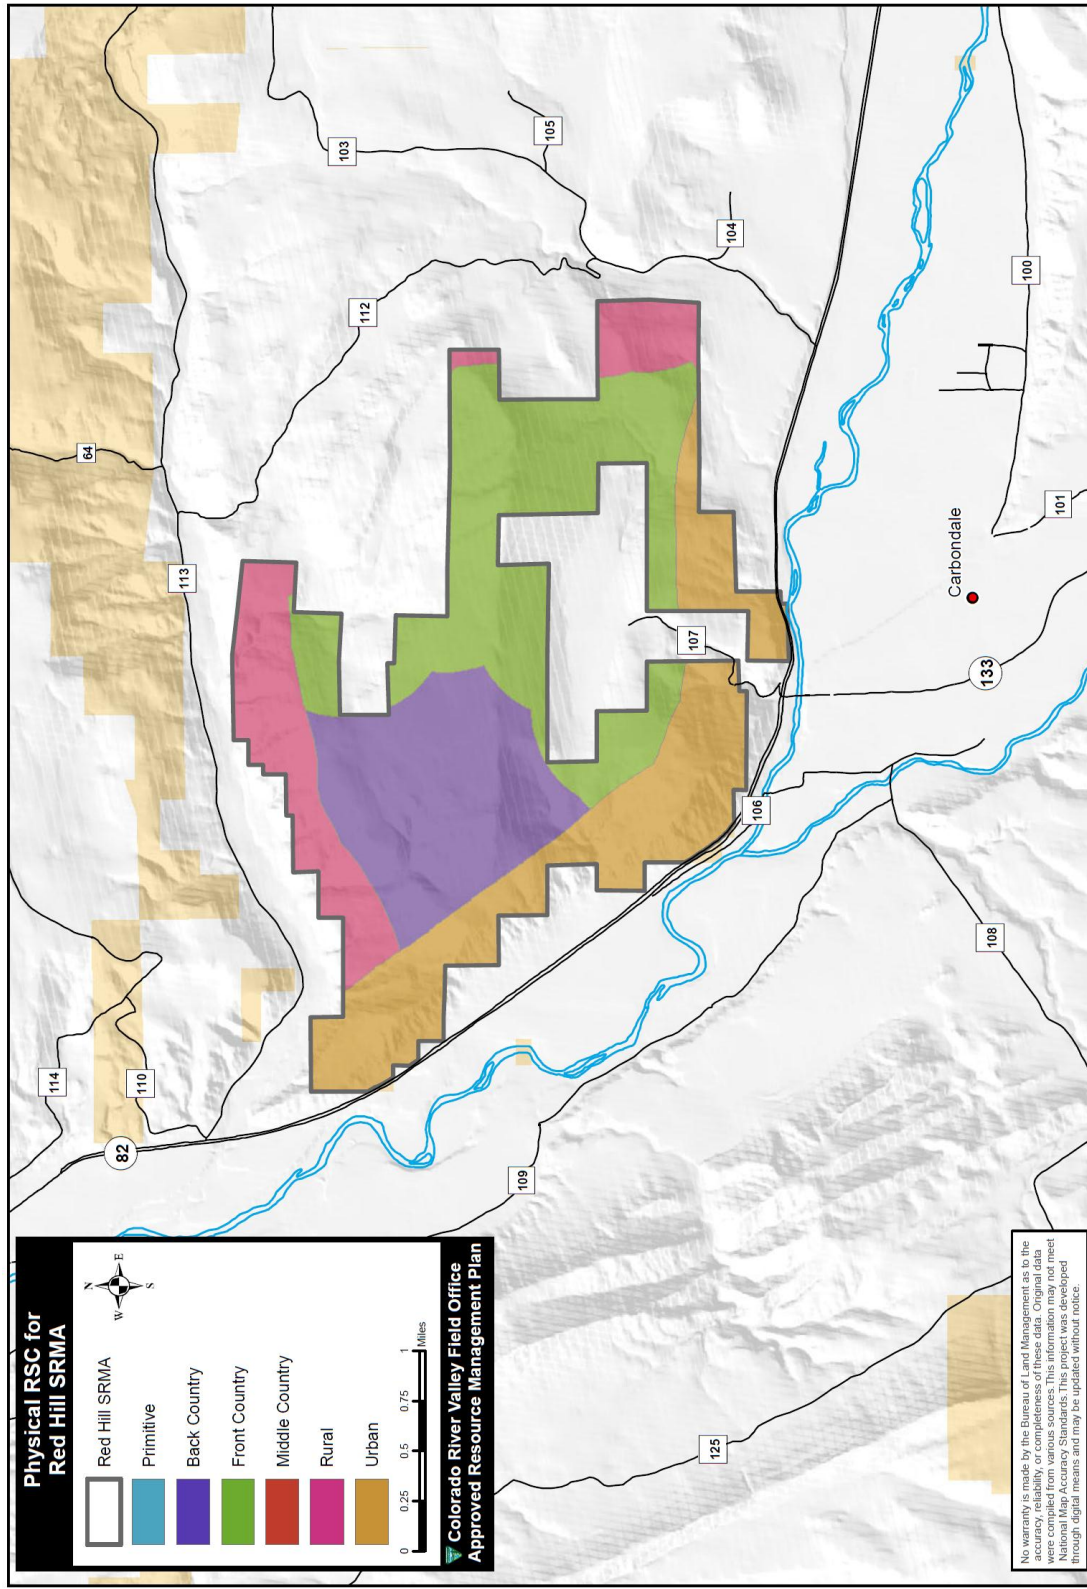 Physical RSC for
Red Hill SRMA
Red Hill SRMA
Primitive
Back Country
Front Country
Middle Country
Rural
Urban
N
W E
S
0 0.25 0.5 0.75 1
Miles
Colorado River Valley Field Office
Approved Resource Management Plan
No warranty is made by the Bureau of Land Management as to the
accuracy, reliability, or completeness of these data. Original data
were compiled from various sources. This information may not meet
National Map Accuracy Standards. This project was developed
through digital means and may be updated without notice.
114
110
82
109
125
113
64
112
103
105
104
107
106
133
108
Carbondale
101
100